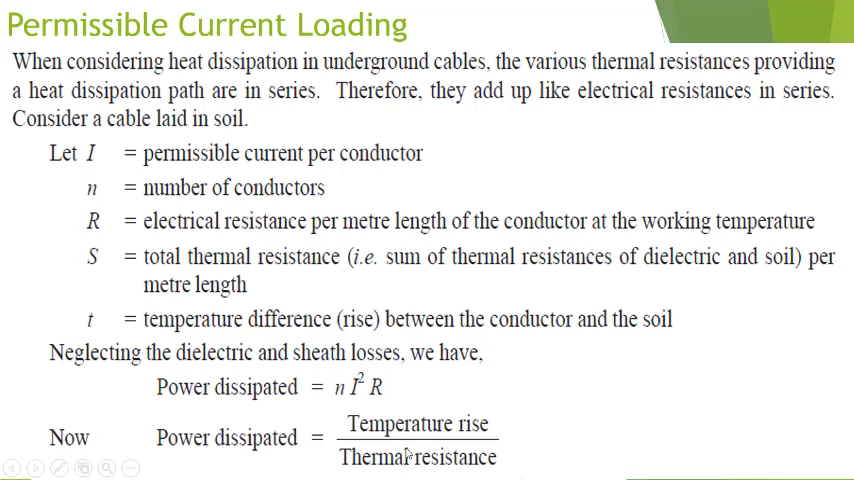 Permissible Current Loading
When considering heat dissipation in underground cables, the various thermal resistances providing
a heat dissipation path are in series. Therefore, they add up like electrical resistances in series.
Consider a cable laid in soil.
Let I = permissible current per conductor
n = number of conductors
R = electrical resistance per metre length of the conductor at the working temperature
S = total thermal resistance (i.e. sum of thermal resistances of dielectric and soil) per
metre length
t = temperature difference (rise) between the conductor and the soil
Neglecting the dielectric and sheath losses, we have,
Power dissipated = n I² R
Now Power dissipated = Temperature rise
Thermal resistance